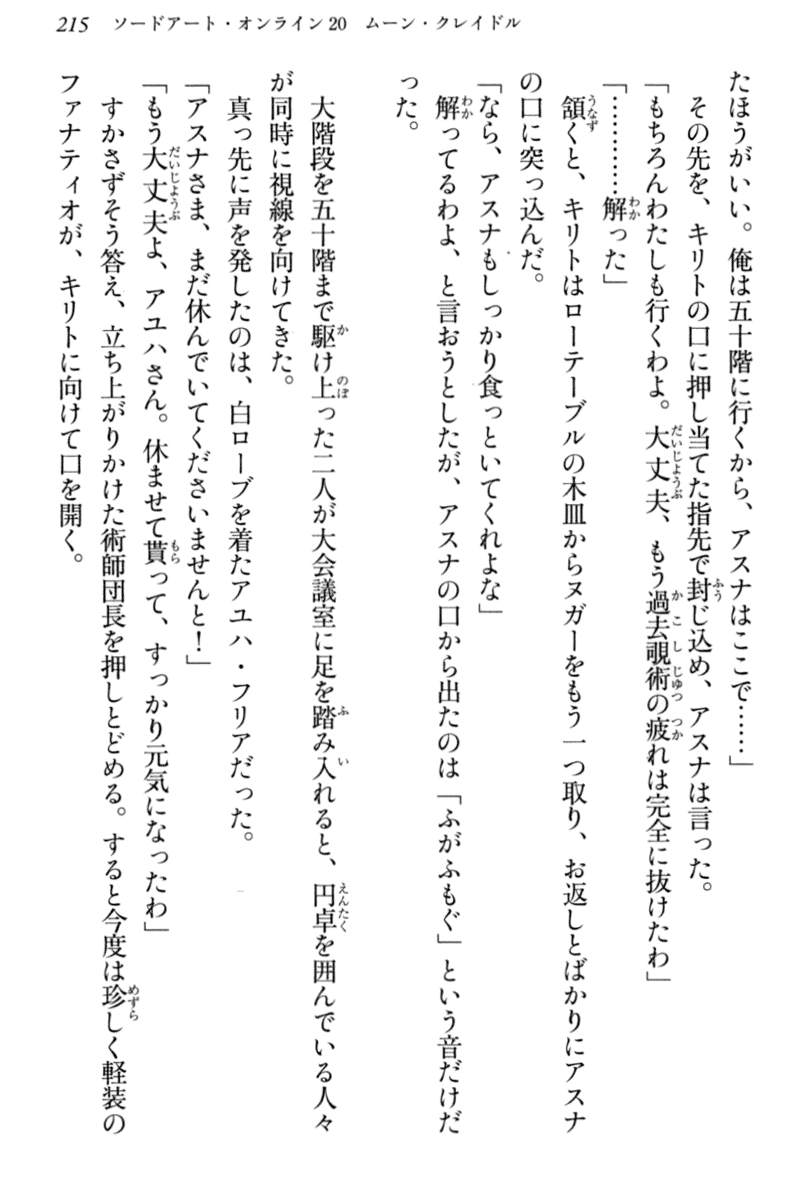 215　ソードアート・オンライン20　ムーン・クレイドル
たほうがいい。俺は五十階に行くから、アスナはここで……」
　その先を、キリトの口に押し当てた指先で封じ込め、アスナは言った。
「もちろんわたしも行くわよ。大丈夫、もう過去覗術の疲れは完全に抜けたわ」
「…………解った」
　頷くと、キリトはローテーブルの木皿からヌガーをもう一つ取り、お返しとばかりにアスナ
の口に突っ込んだ。
「なら、アスナもしっかり食っといてくれよな」
　解ってるわよ、と言おうとしたが、アスナの口から出たのは「ふがふもぐ」という音だけだ
った。
　大階段を五十階まで駆け上った二人が大会議室に足を踏み入れると、円卓を囲んでいる人々
が同時に視線を向けてきた。
　真っ先に声を発したのは、白ローブを着たアユハ・フリアだった。
「アスナさま、まだ休んでいてくださいませんと！」
「もう大丈夫よ、アユハさん。休ませて貰って、すっかり元気になったわ」
　すかさずそう答え、立ち上がりかけた術師団長を押しとどめる。すると今度は珍しく軽装の
ファナティオが、キリトに向けて口を開く。